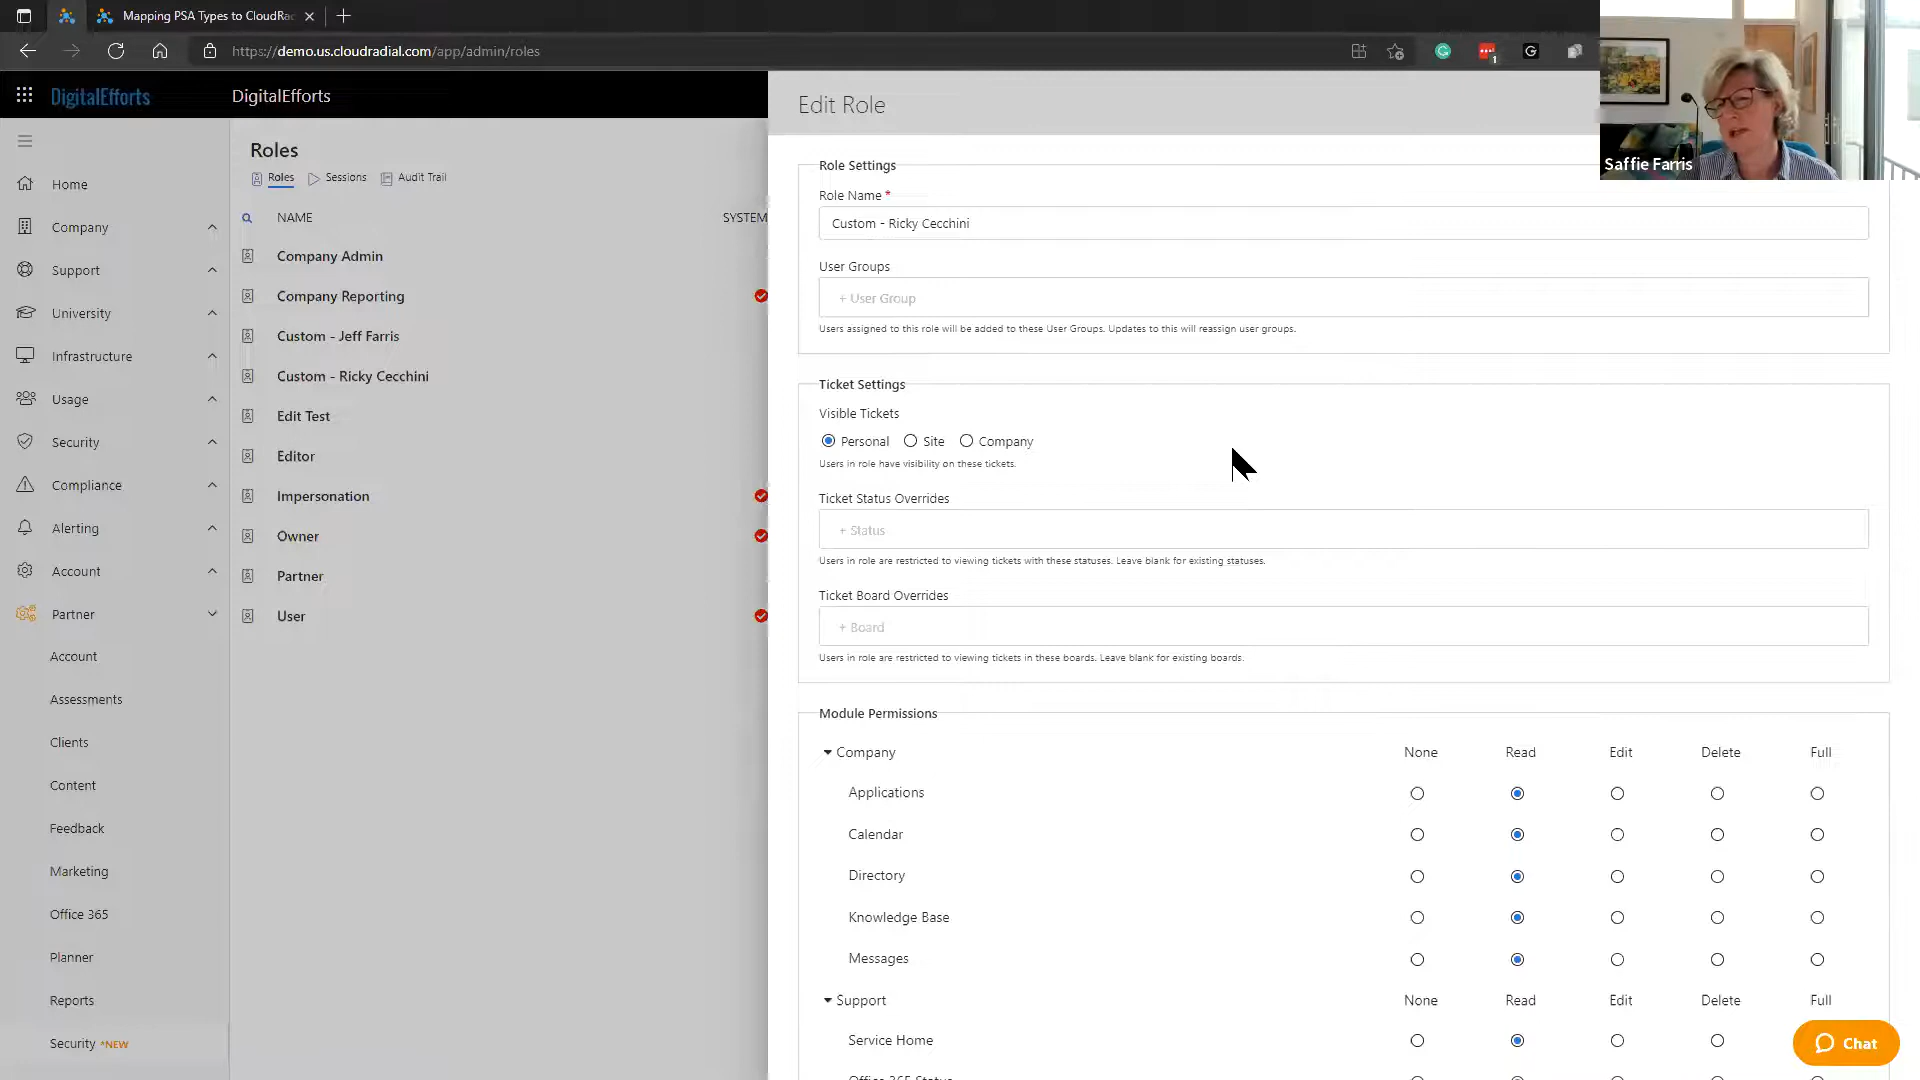 Mapping PSA Types to CloudRad
https://demo.us.cloudradial.com/app/admin/roles
1
G
DigitalEfforts
DigitalEfforts
Home
Company
Support
University
Infrastructure
Usage
Security
Compliance
Alerting
Account
Partner
Account
Assessments
Clients
Content
Feedback
Marketing
Office 365
Planner
Reports
Security *NEW
Roles
Roles
Sessions
Audit Trail
NAME
SYSTEM
Company Admin
Company Reporting
Custom - Jeff Farris
Custom - Ricky Cecchini
Edit Test
Editor
Impersonation
Owner
Partner
User
Edit Role
Role Settings
Role Name *
Custom - Ricky Cecchini
User Groups
+ User Group
Users assigned to this role will be added to these User Groups. Updates to this will reassign user groups.
Ticket Settings
Visible Tickets
Personal Site Company
Users in role have visibility on these tickets.
Ticket Status Overrides
+ Status
Users in role are restricted to viewing tickets with these statuses. Leave blank for existing statuses.
Ticket Board Overrides
+ Board
Users in role are restricted to viewing tickets in these boards. Leave blank for existing boards.
Module Permissions
Company None Read Edit Delete Full
Applications
Calendar
Directory
Knowledge Base
Messages
Support None Read Edit Delete Full
Service Home
Office 365 Status
Saffie Farris
Chat